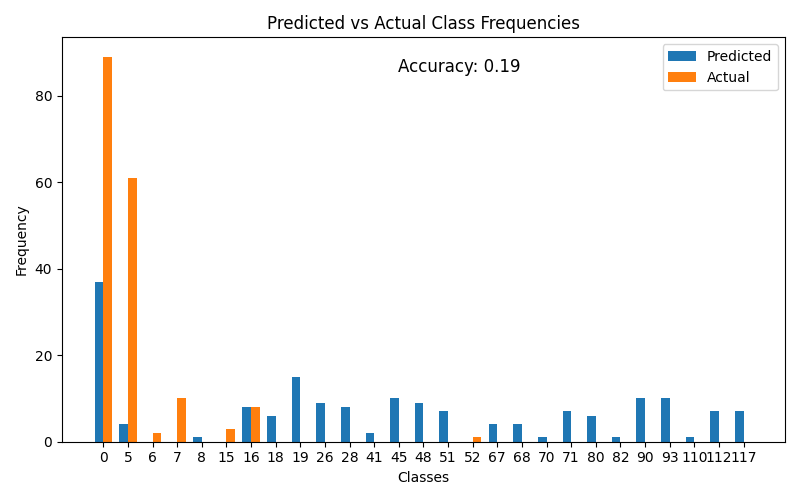 Predicted vs Actual Class Frequencies
Accuracy: 0.19
Predicted
Actual
Frequency
80
60
40
20
0
0 5 6 7 8 15 16 18 19 26 28 41 45 48 51 52 67 68 70 71 80 82 90 93 110 112 117
Classes